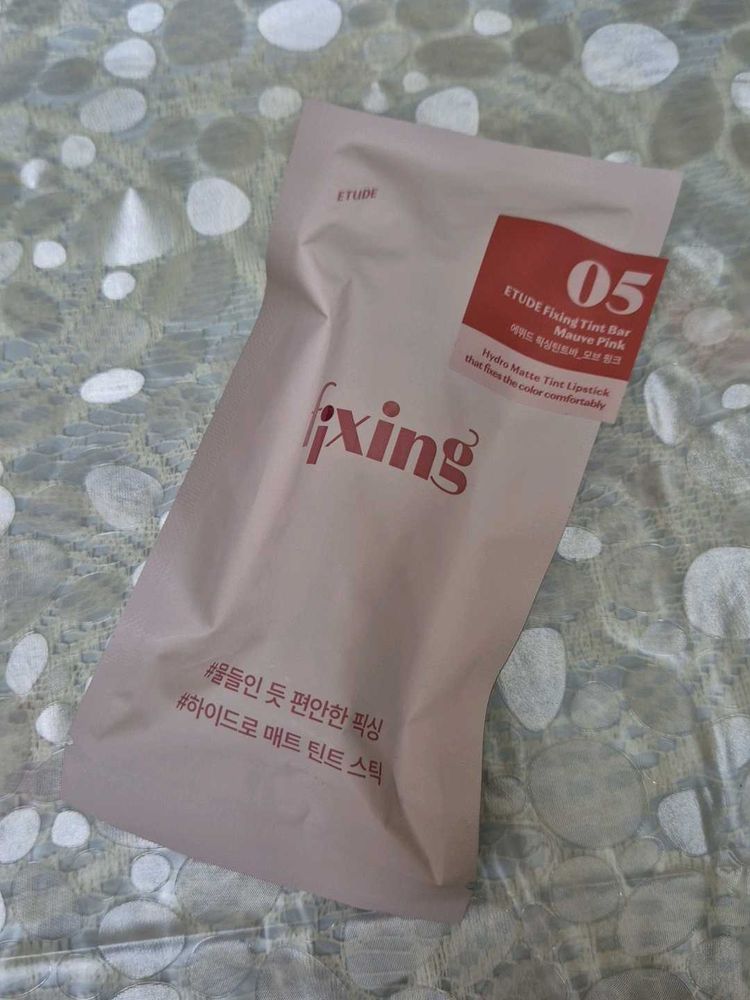 ETUDE
05
ETUDE Fixing Tint Bar
Mauve Pink
에뛰드 픽싱틴트바_모브 핑크
Hydro Matte Tint Lipstick
that fixes the color comfortably
fixing
#물들인 듯 편안한 픽싱
#하이드로 매트 틴트 스틱